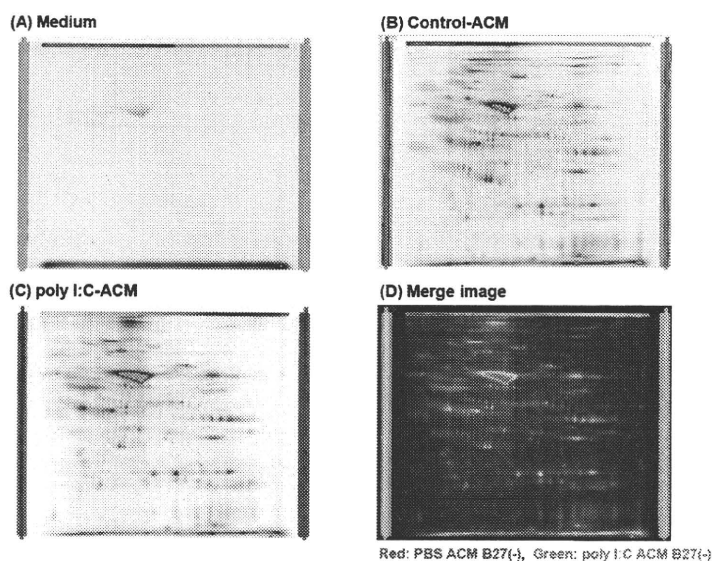 (A) Medium
(B) Control-ACM
(C) poly I:C-ACM
(D) Merge image
Red: PBS ACM B27(-), Green: poly I:C ACM B27(-)